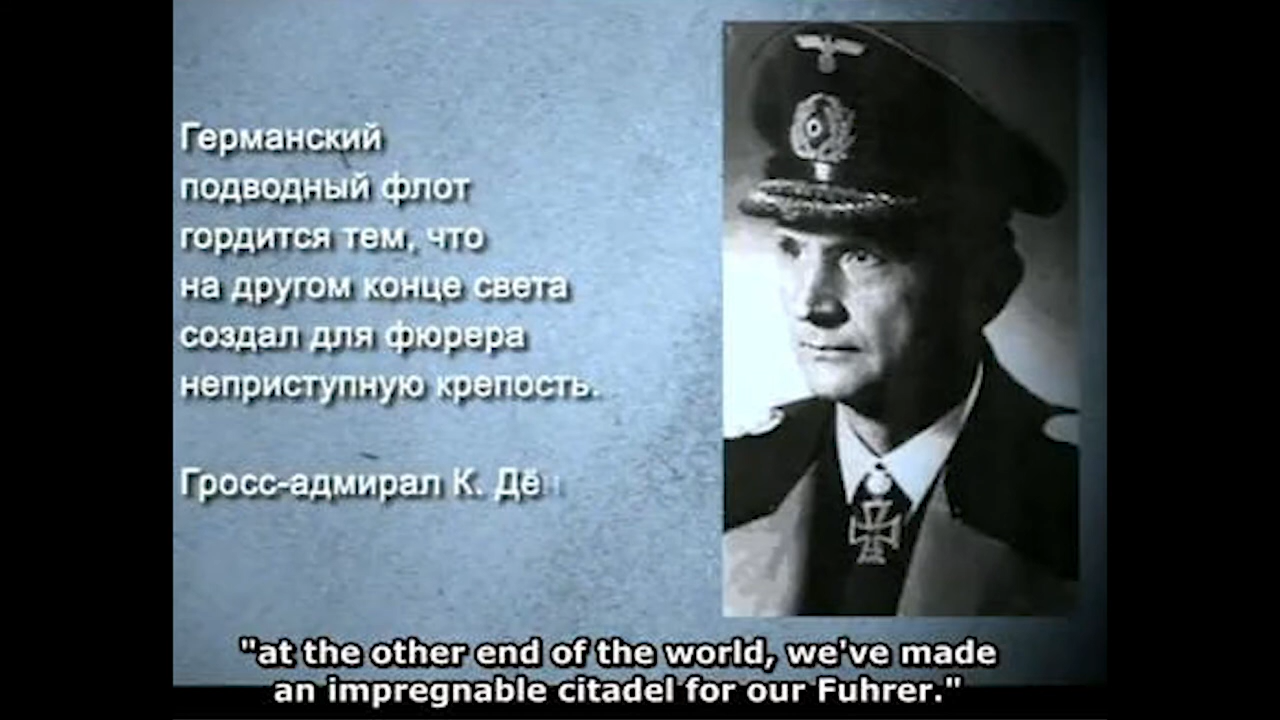 Германский
подводный флот
гордится тем, что
на другом конце света
создал для фюрера
неприступную крепость.
Гросс-адмирал К. Дё
"at the other end of the world, we've made
an impregnable citadel for our Fuhrer."